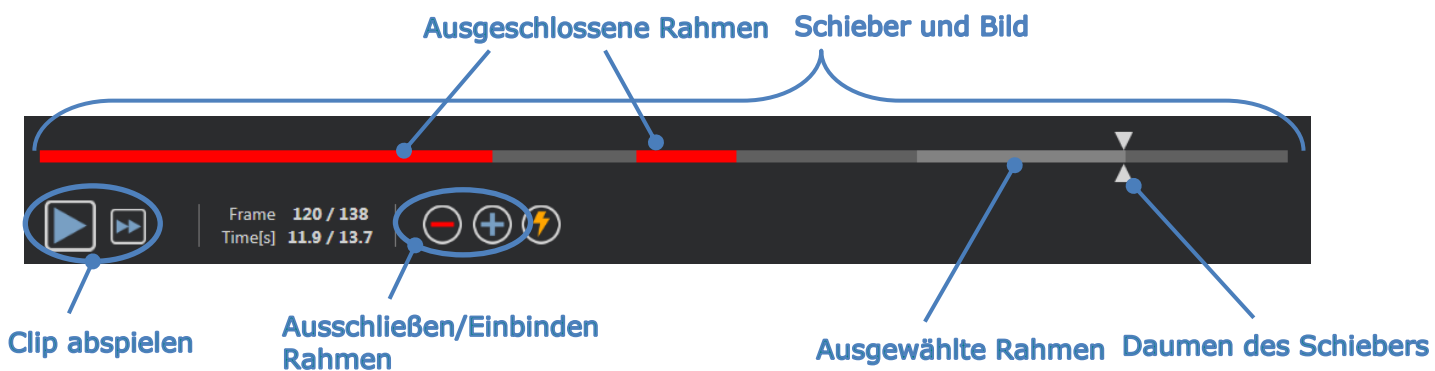 Ausgeschlossene Rahmen
Schieber und Bild
Frame 120 / 138
Time[s] 11.9 / 13.7
Clip abspielen
Ausschließen/Einbinden
Rahmen
Ausgewählte Rahmen
Daumen des Schiebers